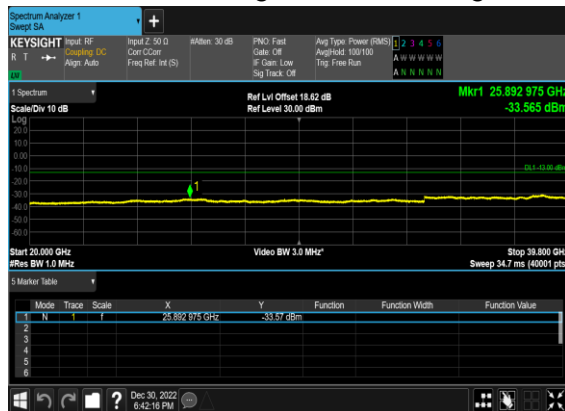 Spectrum Analyzer 1
Swept SA
+
KEYSIGHT Input: RF Input Z: 50 Ω #Atten: 30 dB PNO: Fast Avg Type: Power (RMS) 1 2 3 4 5 6
R T Coupling: DC Corr CCorr Gate: Off Avg|Hold: 100/100 A W W W W W
Align: Auto Freq Ref: Int (S) IF Gain: Low Trig: Free Run
LW Sig Track: Off A N N N N N
1 Spectrum Ref Lvl Offset 18.62 dB Mkr1 25.892 975 GHz
Scale/Div 10 dB Ref Level 30.00 dBm -33.565 dBm
Log
20.0
10.0
0.00
-10.0 DL1 -13.00 dBm
-20.0
1
-30.0
-40.0
-50.0
-60.0
Start 20.000 GHz Video BW 3.0 MHz* Stop 39.800 GHz
#Res BW 1.0 MHz Sweep 34.7 ms (40001 pts
5 Marker Table
Mode Trace Scale X Y Function Function Width Function Value
1 N 1 f 25.892 975 GHz -33.57 dBm
2
3
4
5
6
? Dec 30, 2022
6:42:16 PM